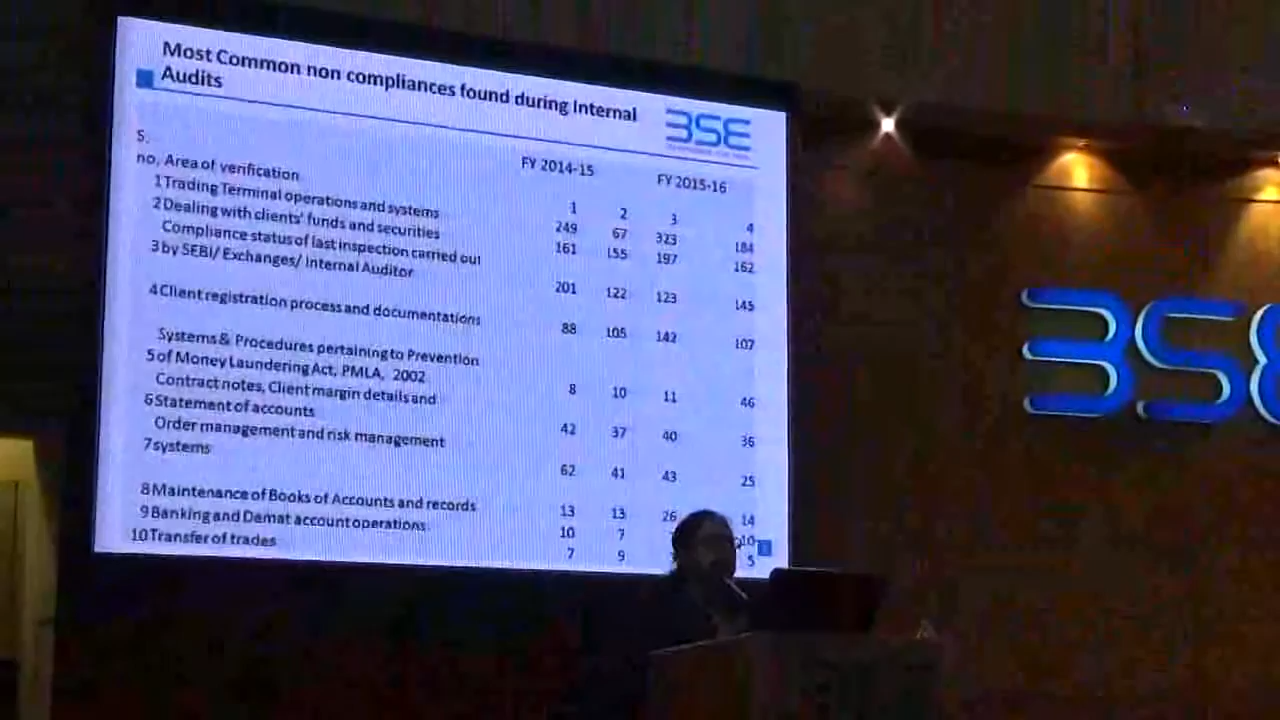 Most Common non compliances found during Internal
Audits
BSE
S.
no. Area of verification FY 2014-15 FY 2015-16
1 2 3 4
1 Trading Terminal operations and systems 249 67 323 184
2 Dealing with clients' funds and securities 161 155 197 162
Compliance status of last inspection carried out
3 by SEBI/ Exchanges/ Internal Auditor 201 122 123 145
4 Client registration process and documentations 88 105 142 107
Systems & Procedures pertaining to Prevention
5 of Money Laundering Act, PMLA, 2002 8 10 11 46
Contract notes, Client margin details and
6 Statement of accounts 42 37 40 36
Order management and risk management
7 systems 62 41 43 25
8 Maintenance of Books of Accounts and records 13 13 26 14
9 Banking and Demat account operations 10 7 10
10 Transfer of trades 7 9 5
BSE